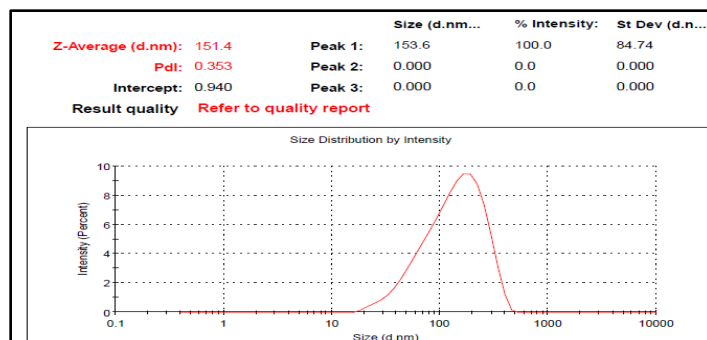 Size (d.nm... % Intensity: St Dev (d.n...
Z-Average (d.nm): 151.4 Peak 1: 153.6 100.0 84.74
PdI: 0.353 Peak 2: 0.000 0.0 0.000
Intercept: 0.940 Peak 3: 0.000 0.0 0.000
Result quality Refer to quality report
Size Distribution by Intensity
Intensity (Percent)
10
8
6
4
2
0
0.1 1 10 100 1000 10000
Size (d.nm)